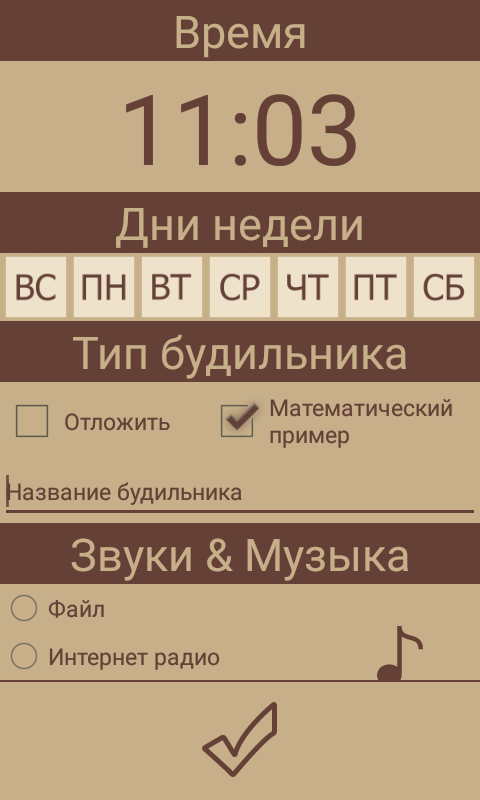 Время
11:03
Дни недели
ВС ПН ВТ СР ЧТ ПТ СБ
Тип будильника
Отложить
Математический
пример
Название будильника
Звуки & Музыка
Файл
Интернет радио